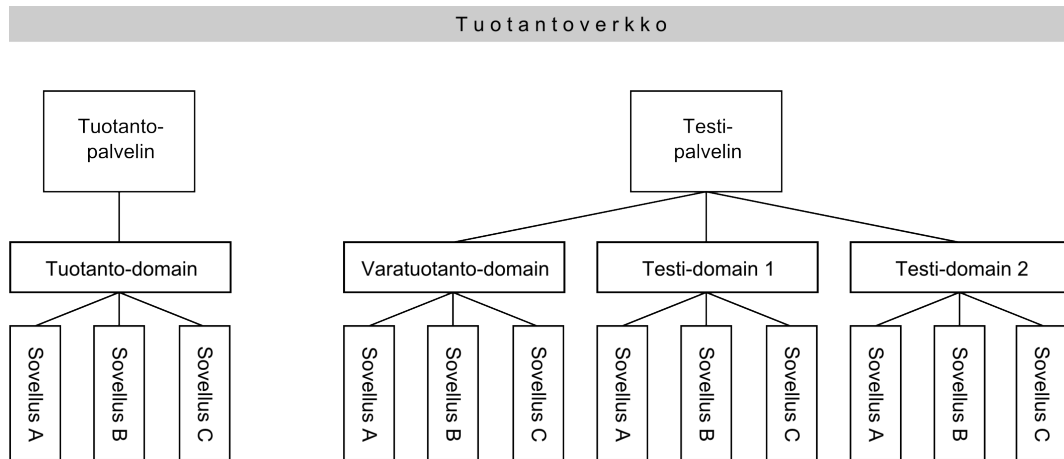 Tuotantoverkko
Tuotanto-
palvelin
Testi-
palvelin
Tuotanto-domain
Varatuotanto-domain
Testi-domain 1
Testi-domain 2
Sovellus A
Sovellus B
Sovellus C
Sovellus A
Sovellus B
Sovellus C
Sovellus A
Sovellus B
Sovellus C
Sovellus A
Sovellus B
Sovellus C